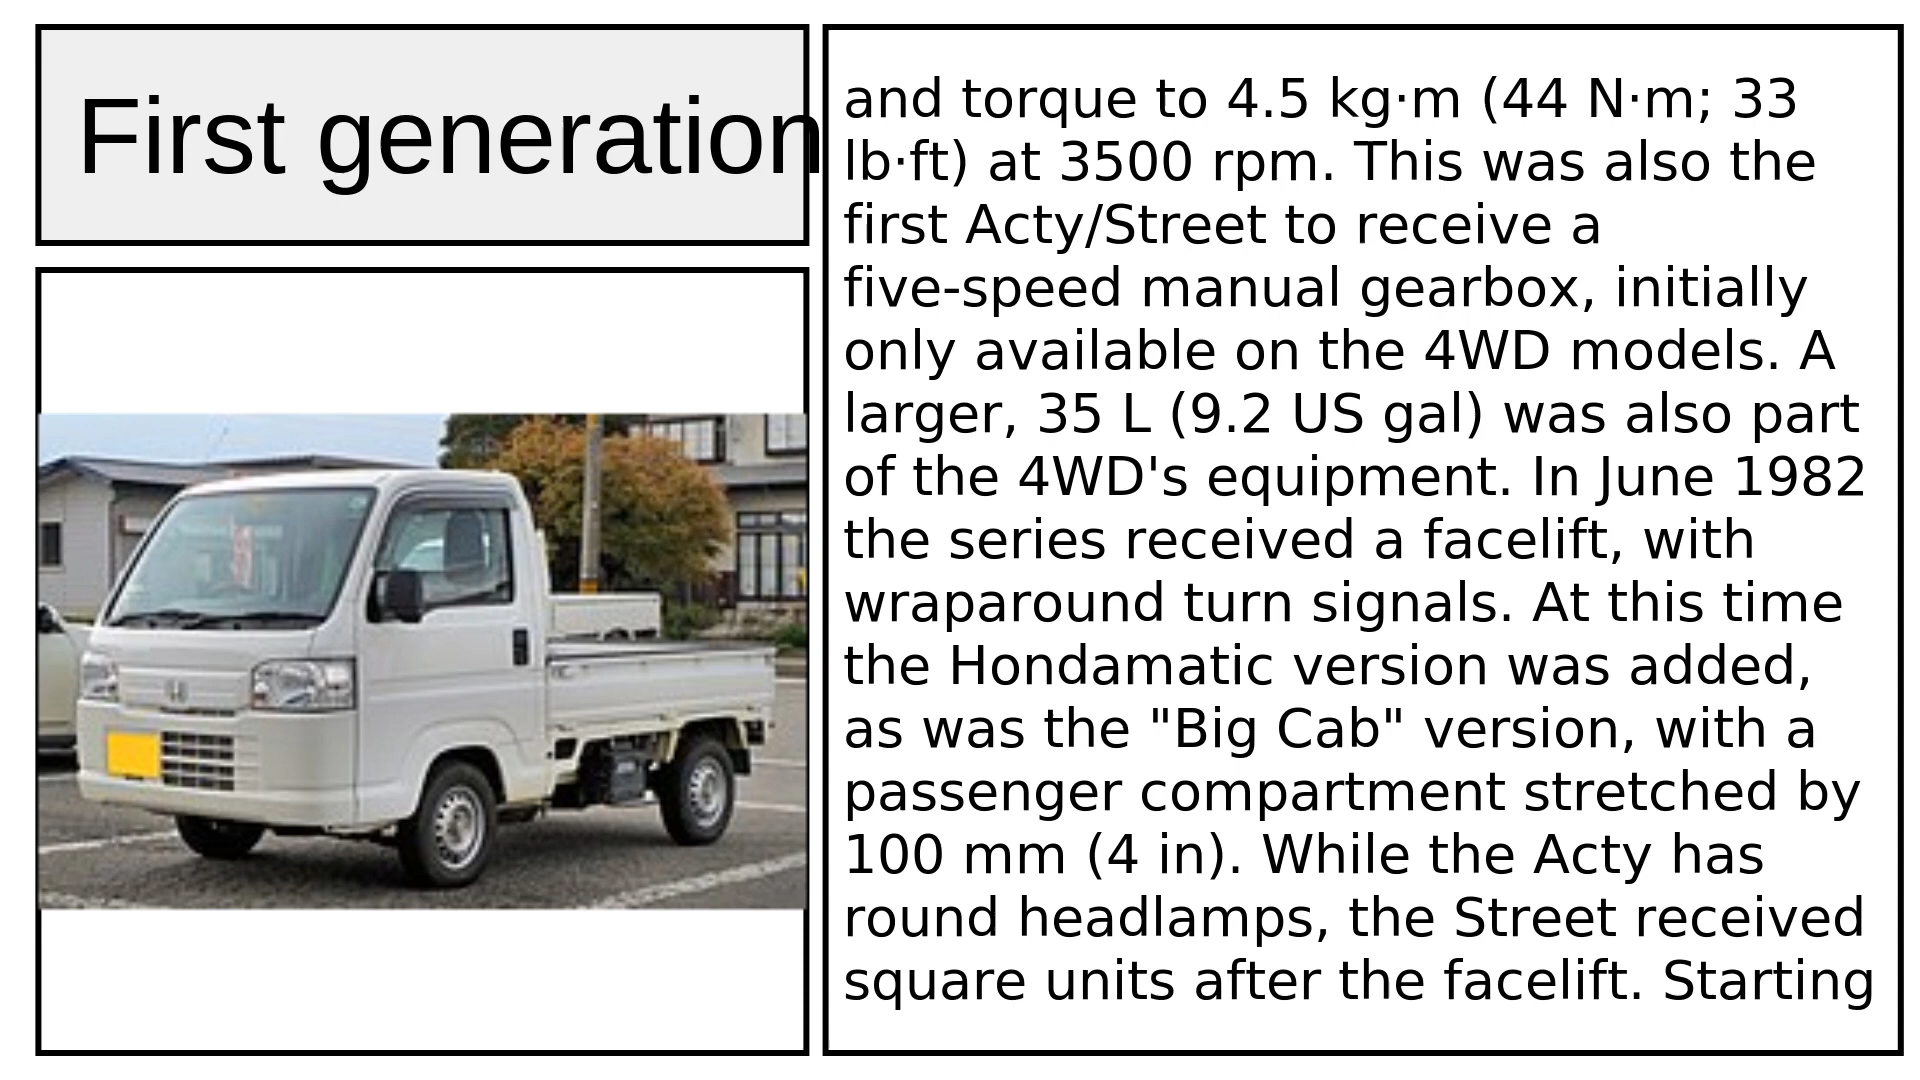 First generation
and torque to 4.5 kg·m (44 N·m; 33
lb·ft) at 3500 rpm. This was also the
first Acty/Street to receive a
five-speed manual gearbox, initially
only available on the 4WD models. A
larger, 35 L (9.2 US gal) was also part
of the 4WD's equipment. In June 1982
the series received a facelift, with
wraparound turn signals. At this time
the Hondamatic version was added,
as was the "Big Cab" version, with a
passenger compartment stretched by
100 mm (4 in). While the Acty has
round headlamps, the Street received
square units after the facelift. Starting